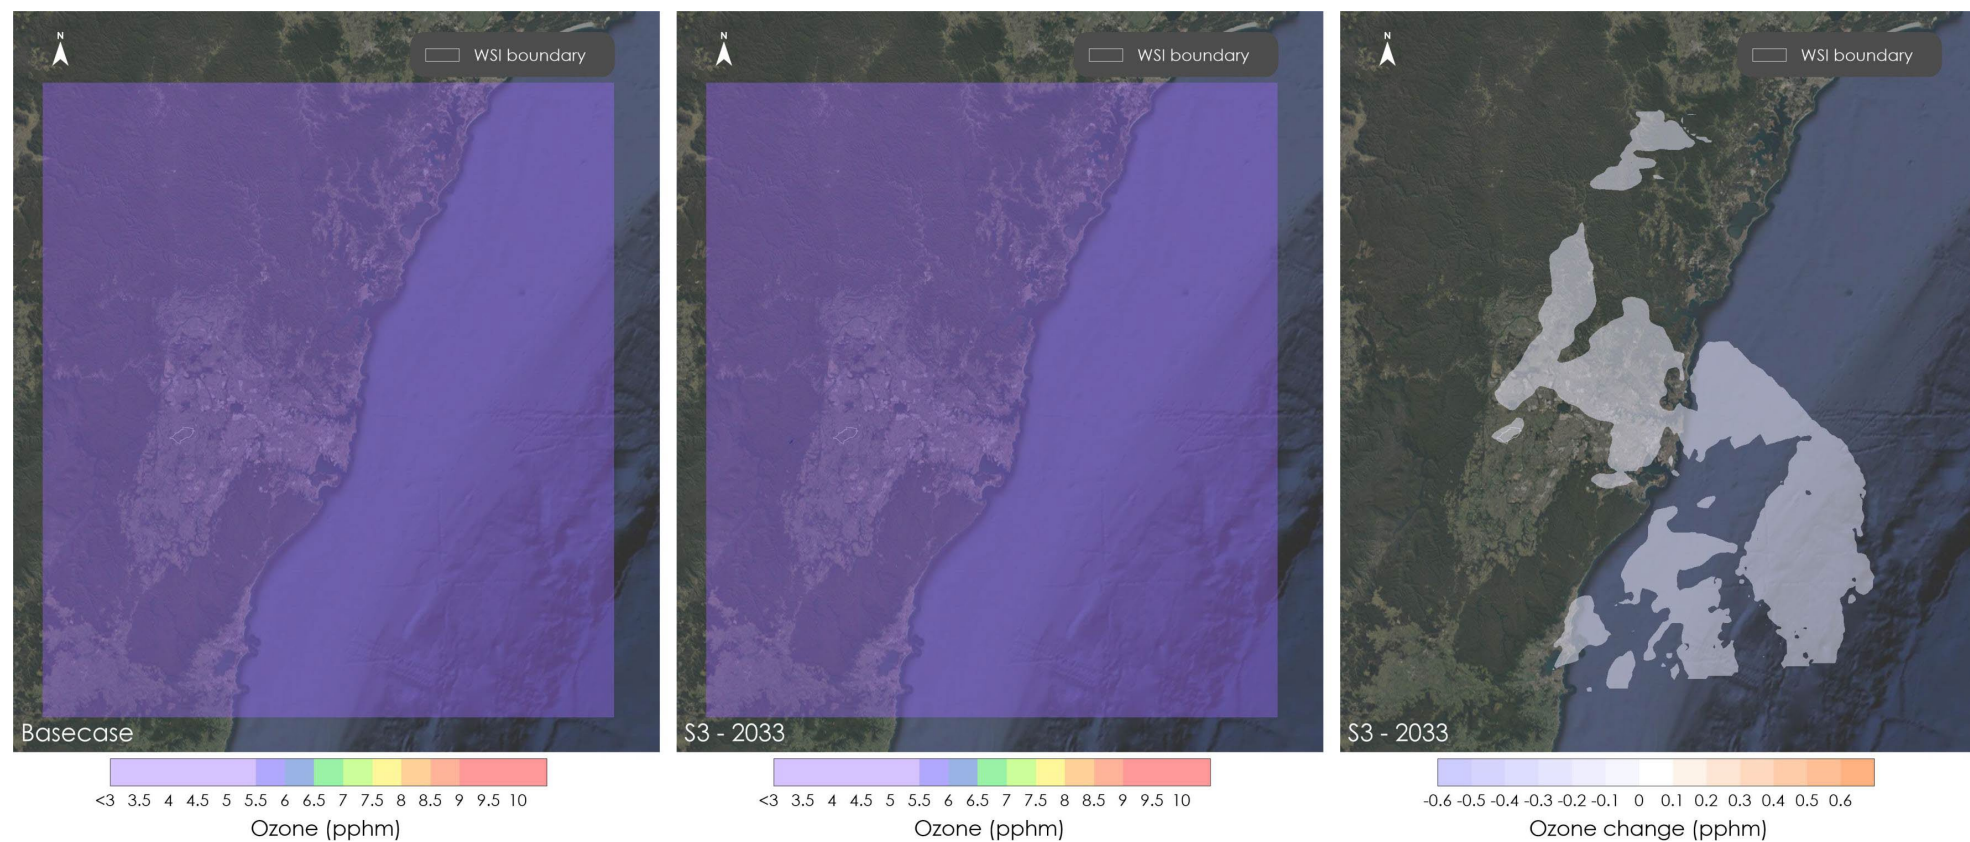 N
WSI boundary
N
WSI boundary
N
WSI boundary
Basecase
S3 - 2033
S3 - 2033
<3 3.5 4 4.5 5 5.5 6 6.5 7 7.5 8 8.5 9 9.5 10
<3 3.5 4 4.5 5 5.5 6 6.5 7 7.5 8 8.5 9 9.5 10
-0.6 -0.5 -0.4 -0.3 -0.2 -0.1 0 0.1 0.2 0.3 0.4 0.5 0.6
Ozone (pphm)
Ozone (pphm)
Ozone change (pphm)